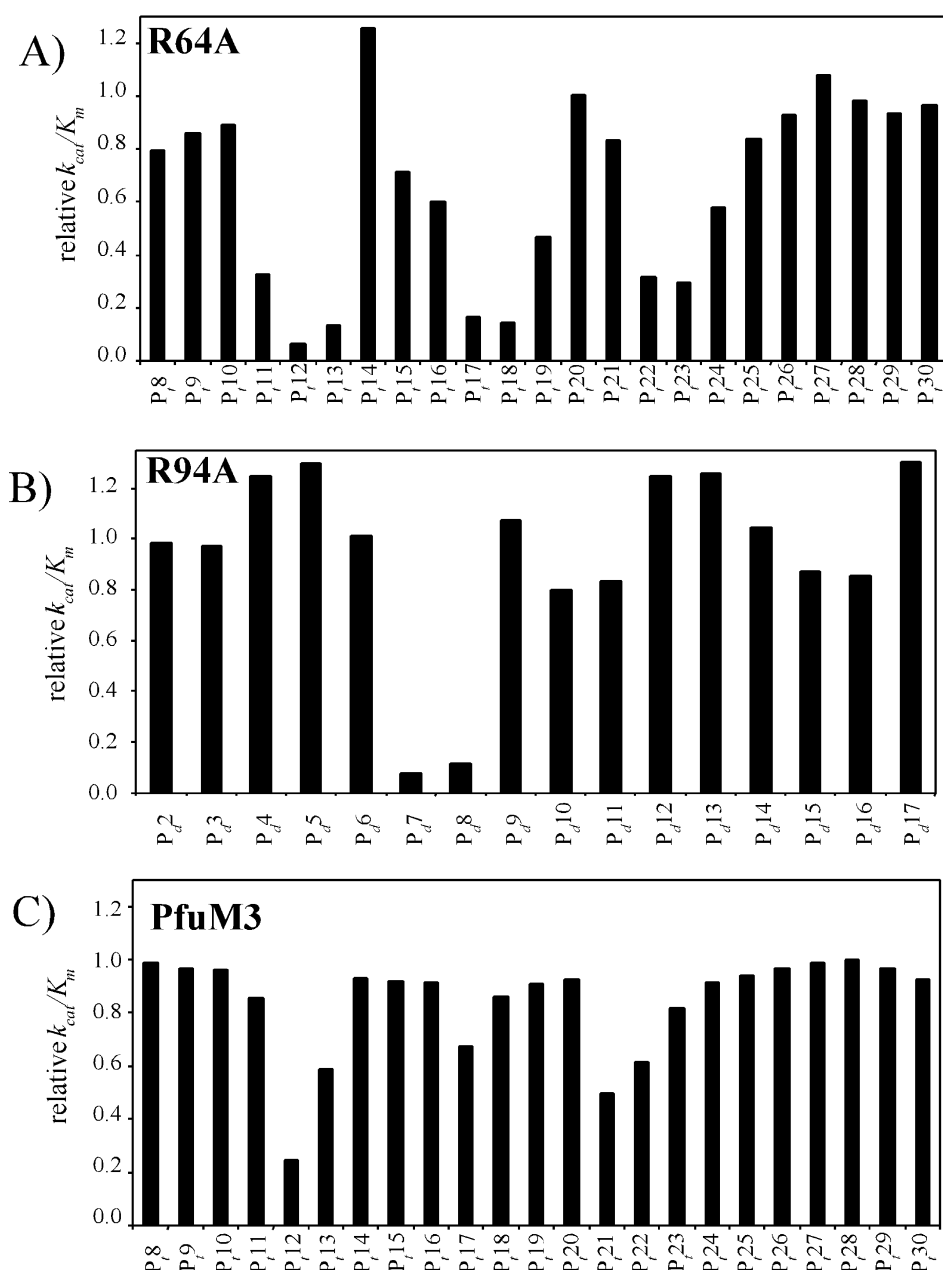 A)
R64A
relative kcat/Km
1.2
1.0
0.8
0.6
0.4
0.2
0.0
Pt8 Pt9 Pt10 Pt11 Pt12 Pt13 Pt14 Pt15 Pt16 Pt17 Pt18 Pt19 Pt20 Pt21 Pt22 Pt23 Pt24 Pt25 Pt26 Pt27 Pt28 Pt29 Pt30
B)
R94A
relative kcat/Km
1.2
1.0
0.8
0.6
0.4
0.2
0.0
Pd2 Pd3 Pd4 Pd5 Pd6 Pd7 Pd8 Pd9 Pd10 Pd11 Pd12 Pd13 Pd14 Pd15 Pd16 Pd17
C)
PfuM3
relative kcat/Km
1.2
1.0
0.8
0.6
0.4
0.2
0.0
Pt8 Pt9 Pt10 Pt11 Pt12 Pt13 Pt14 Pt15 Pt16 Pt17 Pt18 Pt19 Pt20 Pt21 Pt22 Pt23 Pt24 Pt25 Pt26 Pt27 Pt28 Pt29 Pt30